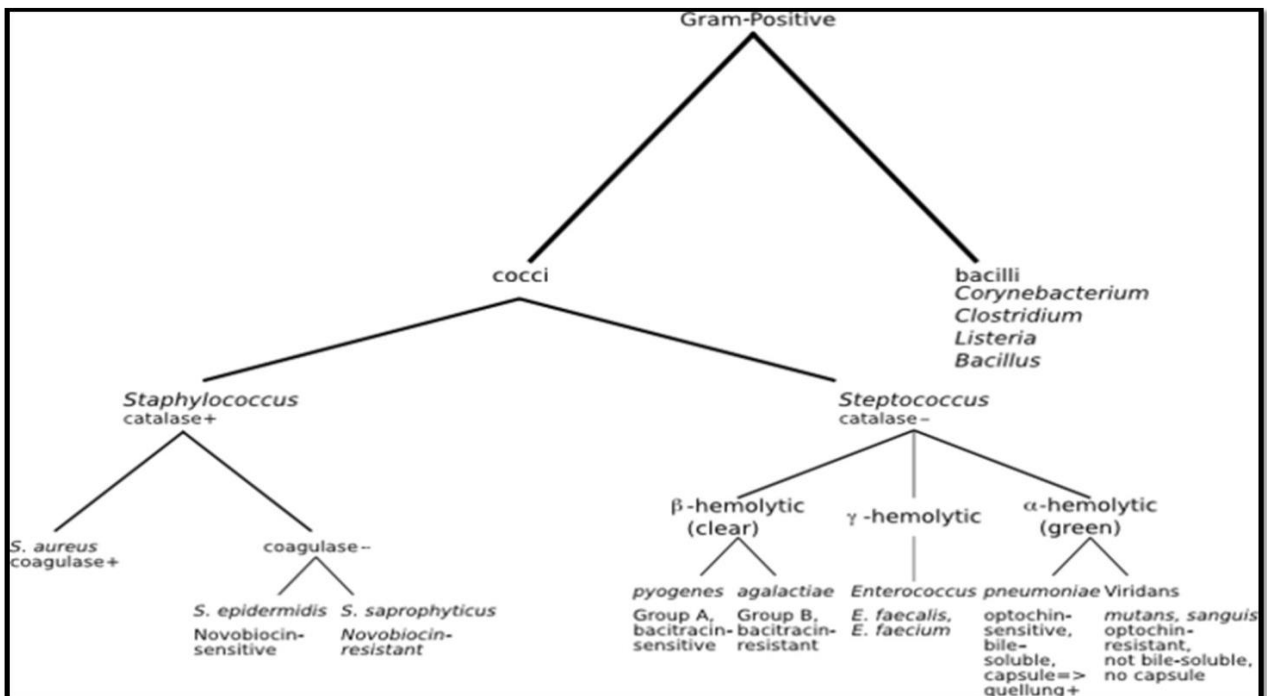 Gram-Positive
cocci
bacilli
Corynebacterium
Clostridium
Listeria
Bacillus
Staphylococcus
catalase+
Steptococcus
catalase–
S. aureus
coagulase+
coagulase–
S. epidermidis
Novobiocin-
sensitive
S. saprophyticus
Novobiocin-
resistant
β-hemolytic
(clear)
γ -hemolytic
α-hemolytic
(green)
pyogenes
Group A,
bacitracin-
sensitive
agalactiae
Group B,
bacitracin-
resistant
Enterococcus
E. faecalis,
E. faecium
pneumoniae
optochin-
sensitive,
bile-
soluble,
capsule=>
quellung+
Viridans
mutans, sanguis
optochin-
resistant,
not bile-soluble,
no capsule